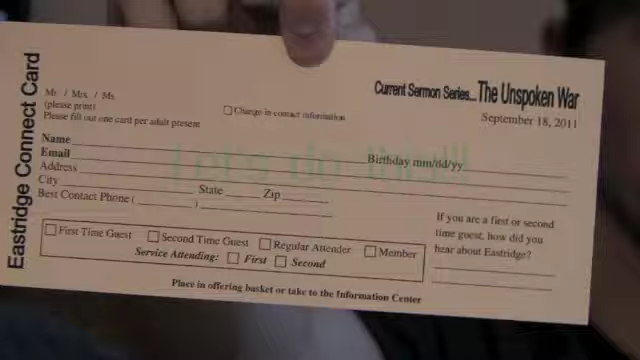 Eastridge Connect Card
Mr. / Mrs. / Ms.
(please print)
Please fill out one card per adult present
Change in contact information
Current Sermon Series... The Unspoken War
September 18, 2011
Name
Email
Birthday mm/dd/yy
Address
City State Zip
Best Contact Phone ( )
Let's do this!!
First Time Guest Second Time Guest Regular Attender Member
Service Attending: First Second
If you are a first or second
time guest, how did you
hear about Eastridge?
Place in offering basket or take to the Information Center